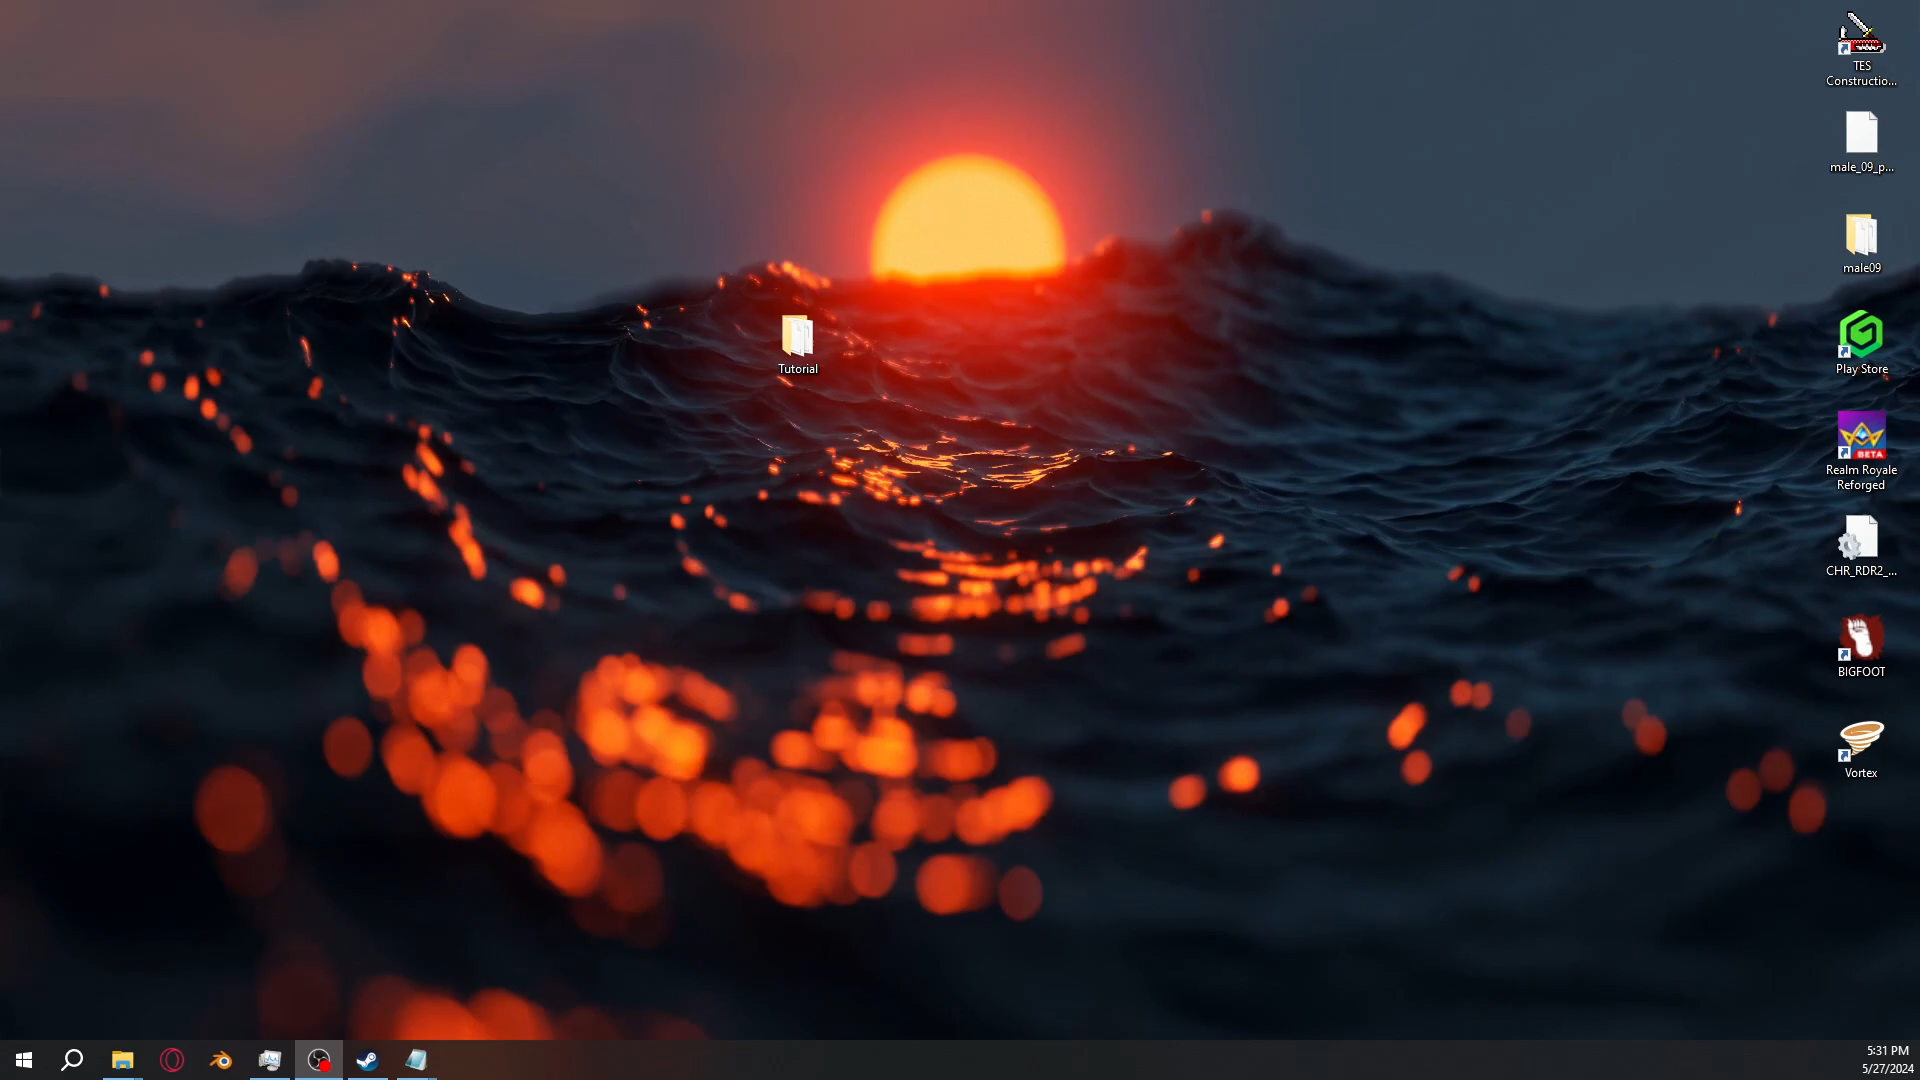 TES
Constructio...
male_09_p...
male09
Tutorial
Play Store
BETA
Realm Royale
Reforged
CHR_RDR2_...
BIGFOOT
Vortex
5:31 PM
5/27/2024